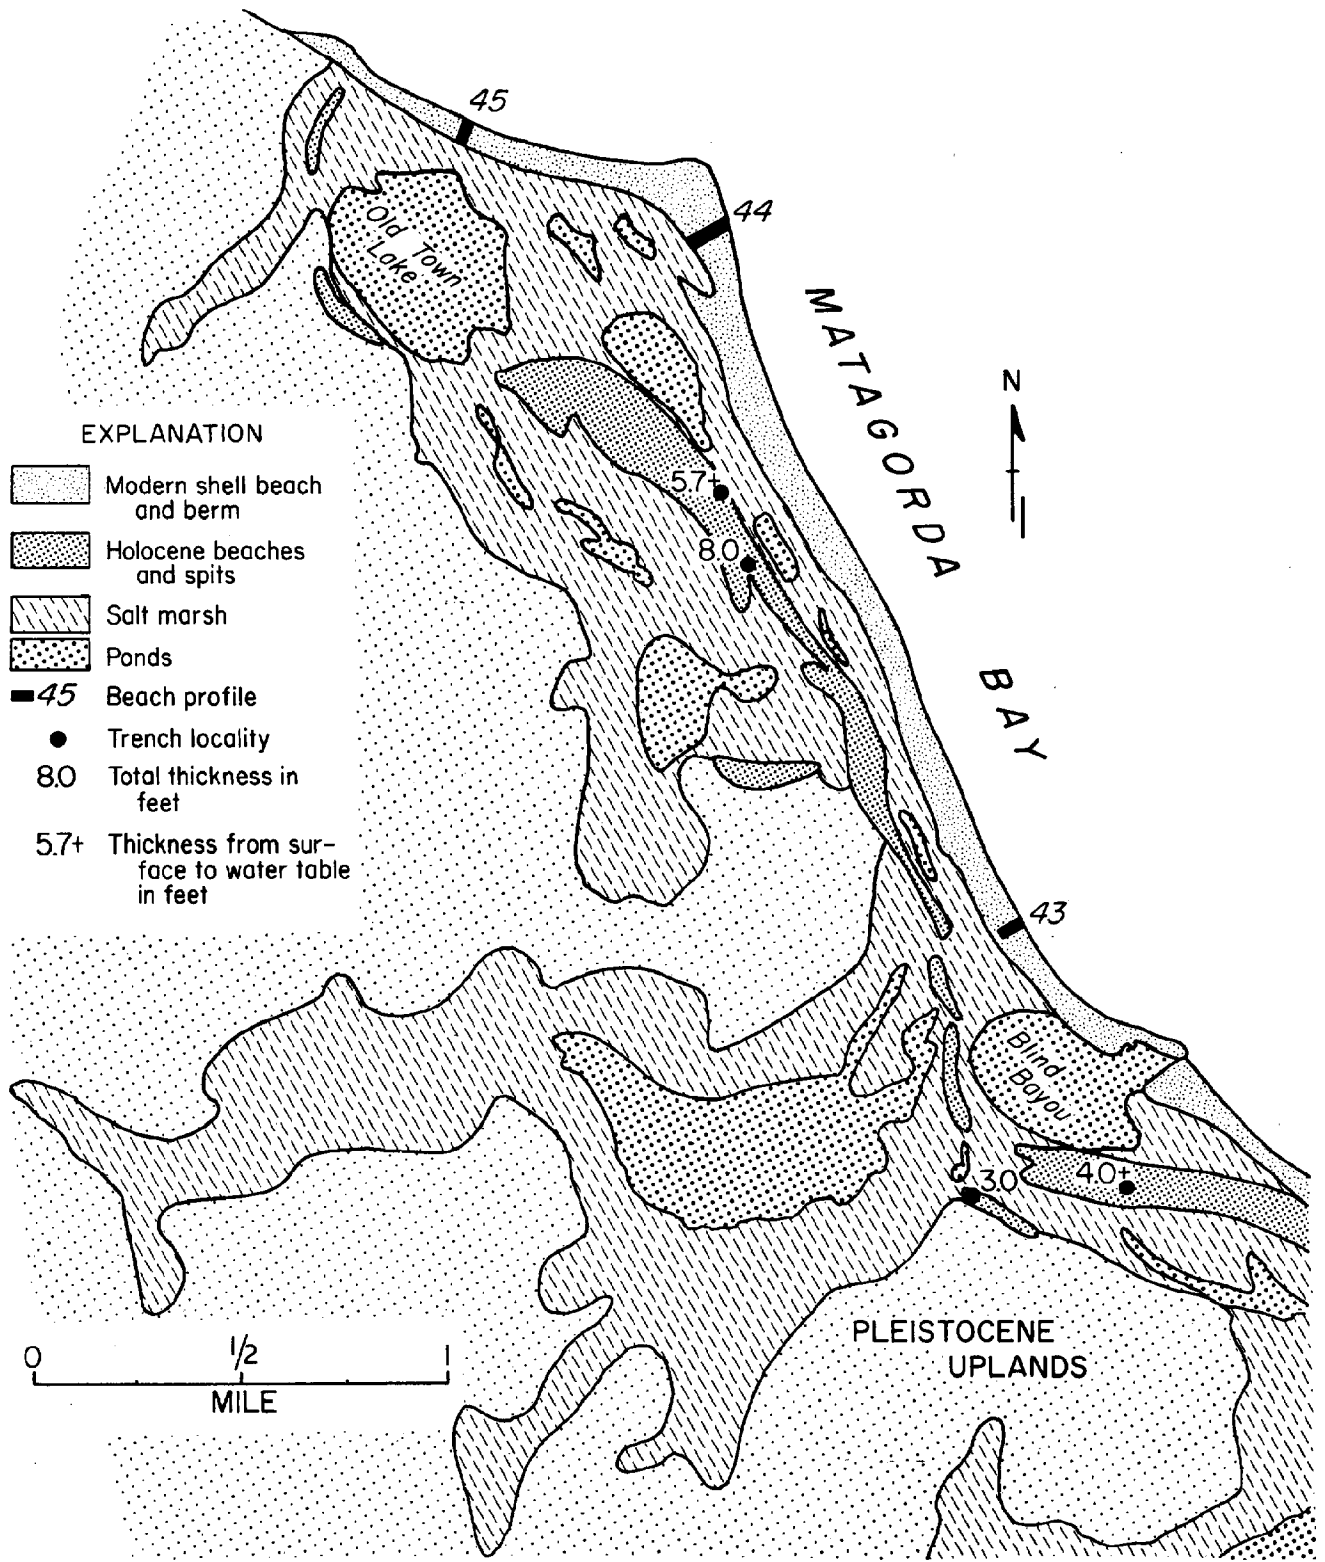 45
44
Old Town
Lake
MATAGORDA
BAY
N
EXPLANATION
Modern shell beach
and berm
Holocene beaches
and spits
Salt marsh
Ponds
45 Beach profile
Trench locality
8.0 Total thickness in
feet
5.7+ Thickness from sur-
face to water table
in feet
5.7+
8.0
43
Blind
Bayou
3.0
4.0+
PLEISTOCENE
UPLANDS
0 1/2 1
MILE